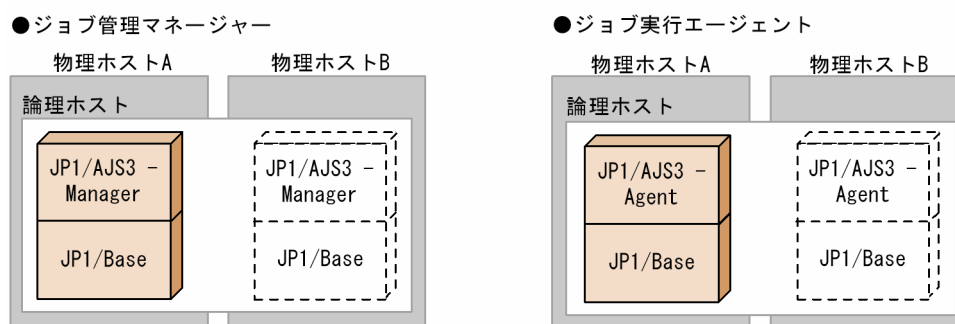 ●ジョブ管理マネージャー
物理ホストA
物理ホストB
論理ホスト
JP1/AJS3 -
Manager
JP1/Base
JP1/AJS3 -
Manager
JP1/Base
●ジョブ実行エージェント
物理ホストA
物理ホストB
論理ホスト
JP1/AJS3 -
Agent
JP1/Base
JP1/AJS3 -
Agent
JP1/Base